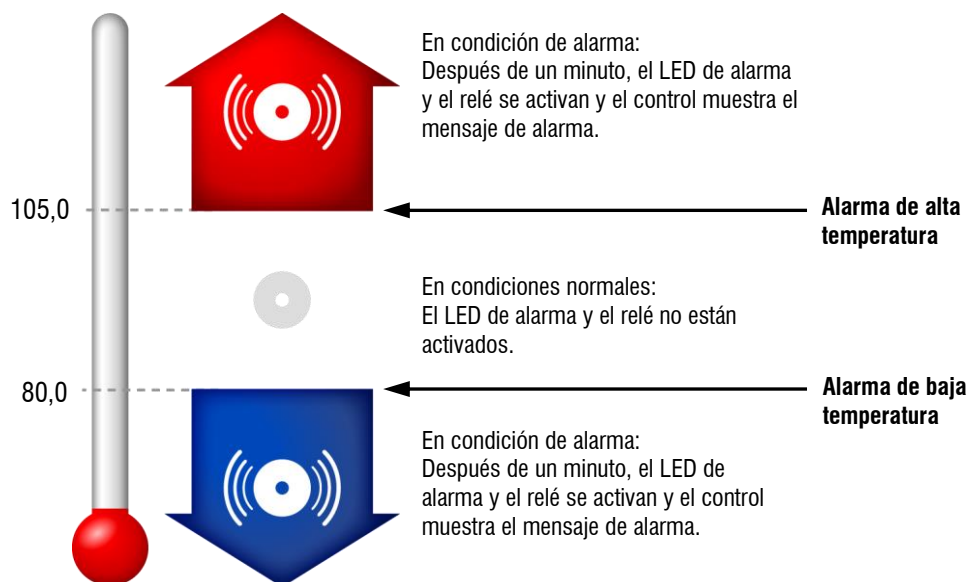 En condición de alarma:
Después de un minuto, el LED de alarma
y el relé se activan y el control muestra el
mensaje de alarma.
105,0
Alarma de alta
temperatura
En condiciones normales:
El LED de alarma y el relé no están
activados.
80,0
Alarma de baja
temperatura
En condición de alarma:
Después de un minuto, el LED de
alarma y el relé se activan y el control
muestra el mensaje de alarma.